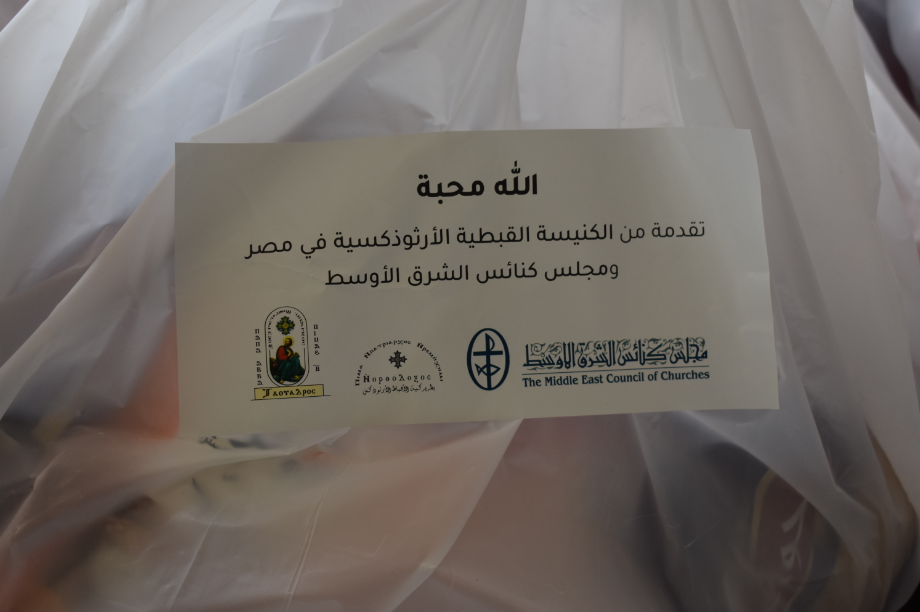 الله محبة
تقدمة من الكنيسة القبطية الأرثوذكسية في مصر
ومجلس كنائس الشرق الأوسط
مجلس كنائس الشرق الأوسط
The Middle East Council of Churches